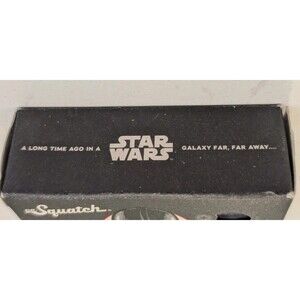 A LONG TIME AGO IN A STAR WARS GALAXY FAR, FAR AWAY....
Squatch